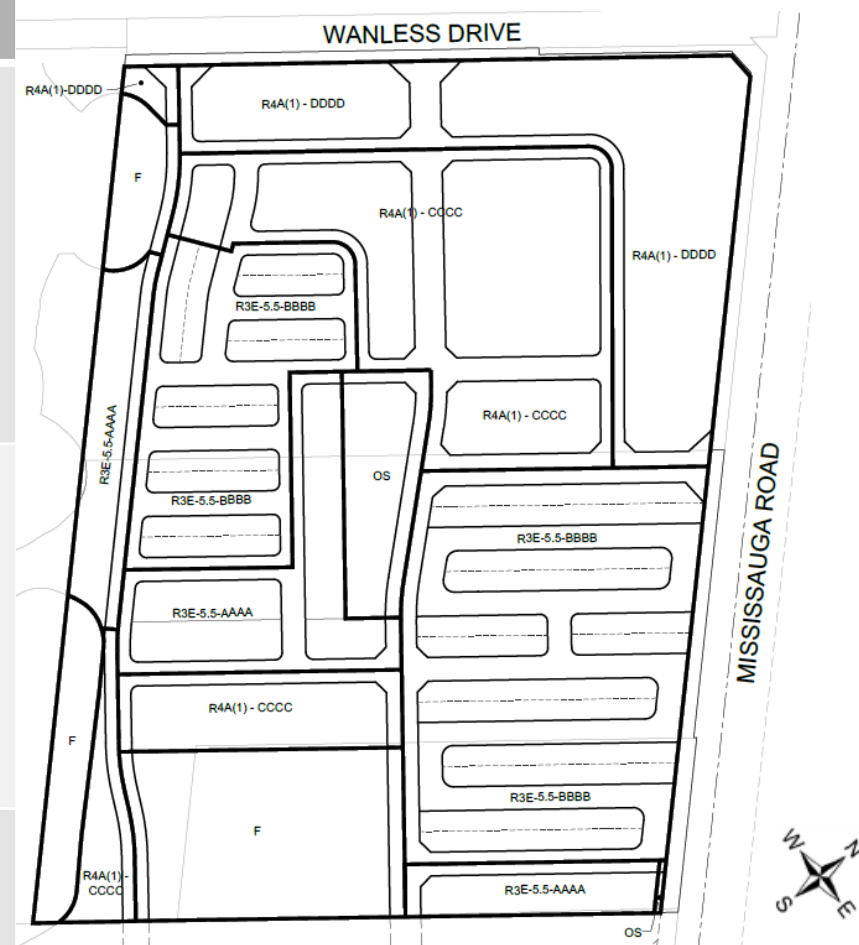 WANLESS DRIVE
R4A(1)-DDDD
R4A(1) - DDDD
F
R4A(1) - CCCC
R4A(1) - DDDD
R3E-5.5-BBBB
R3E-5.5-AAAA
R4A(1) - CCCC
MISSISSAUGA ROAD
OS
R3E-5.5-BBBB
R3E-5.5-BBBB
R3E-5.5-AAAA
R4A(1) - CCCC
F
R3E-5.5-BBBB
F
R4A(1)-
CCCC
R3E-5.5-AAAA
OS
W
N
S
E